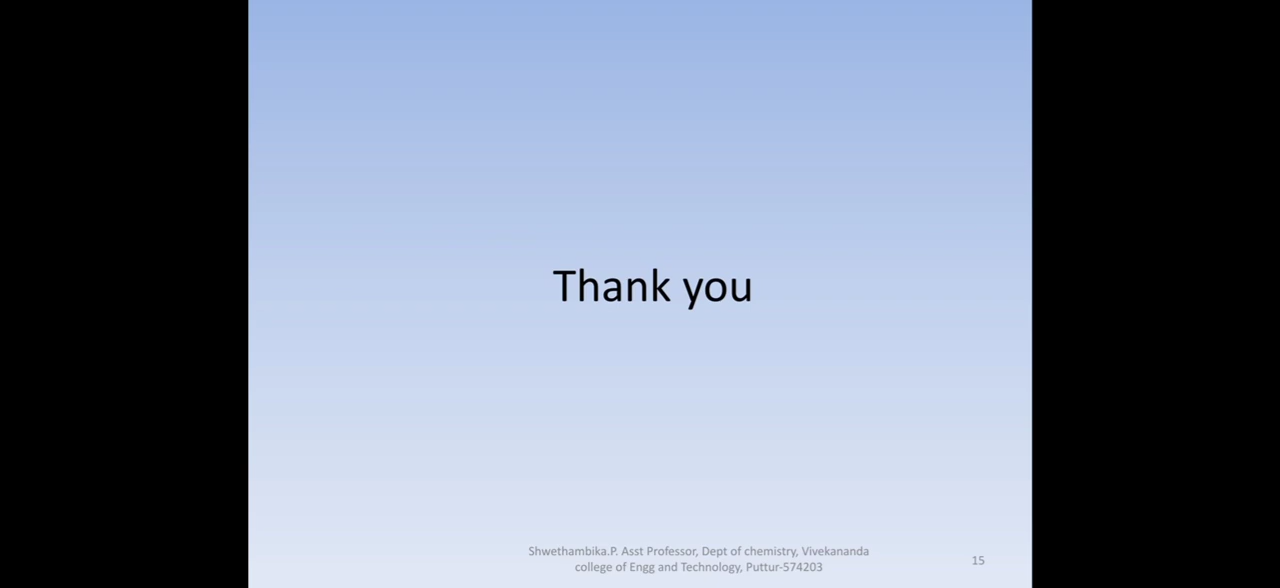 Thank you
Shwethambika.P. Asst Professor, Dept of chemistry, Vivekananda
college of Engg and Technology, Puttur-574203
15